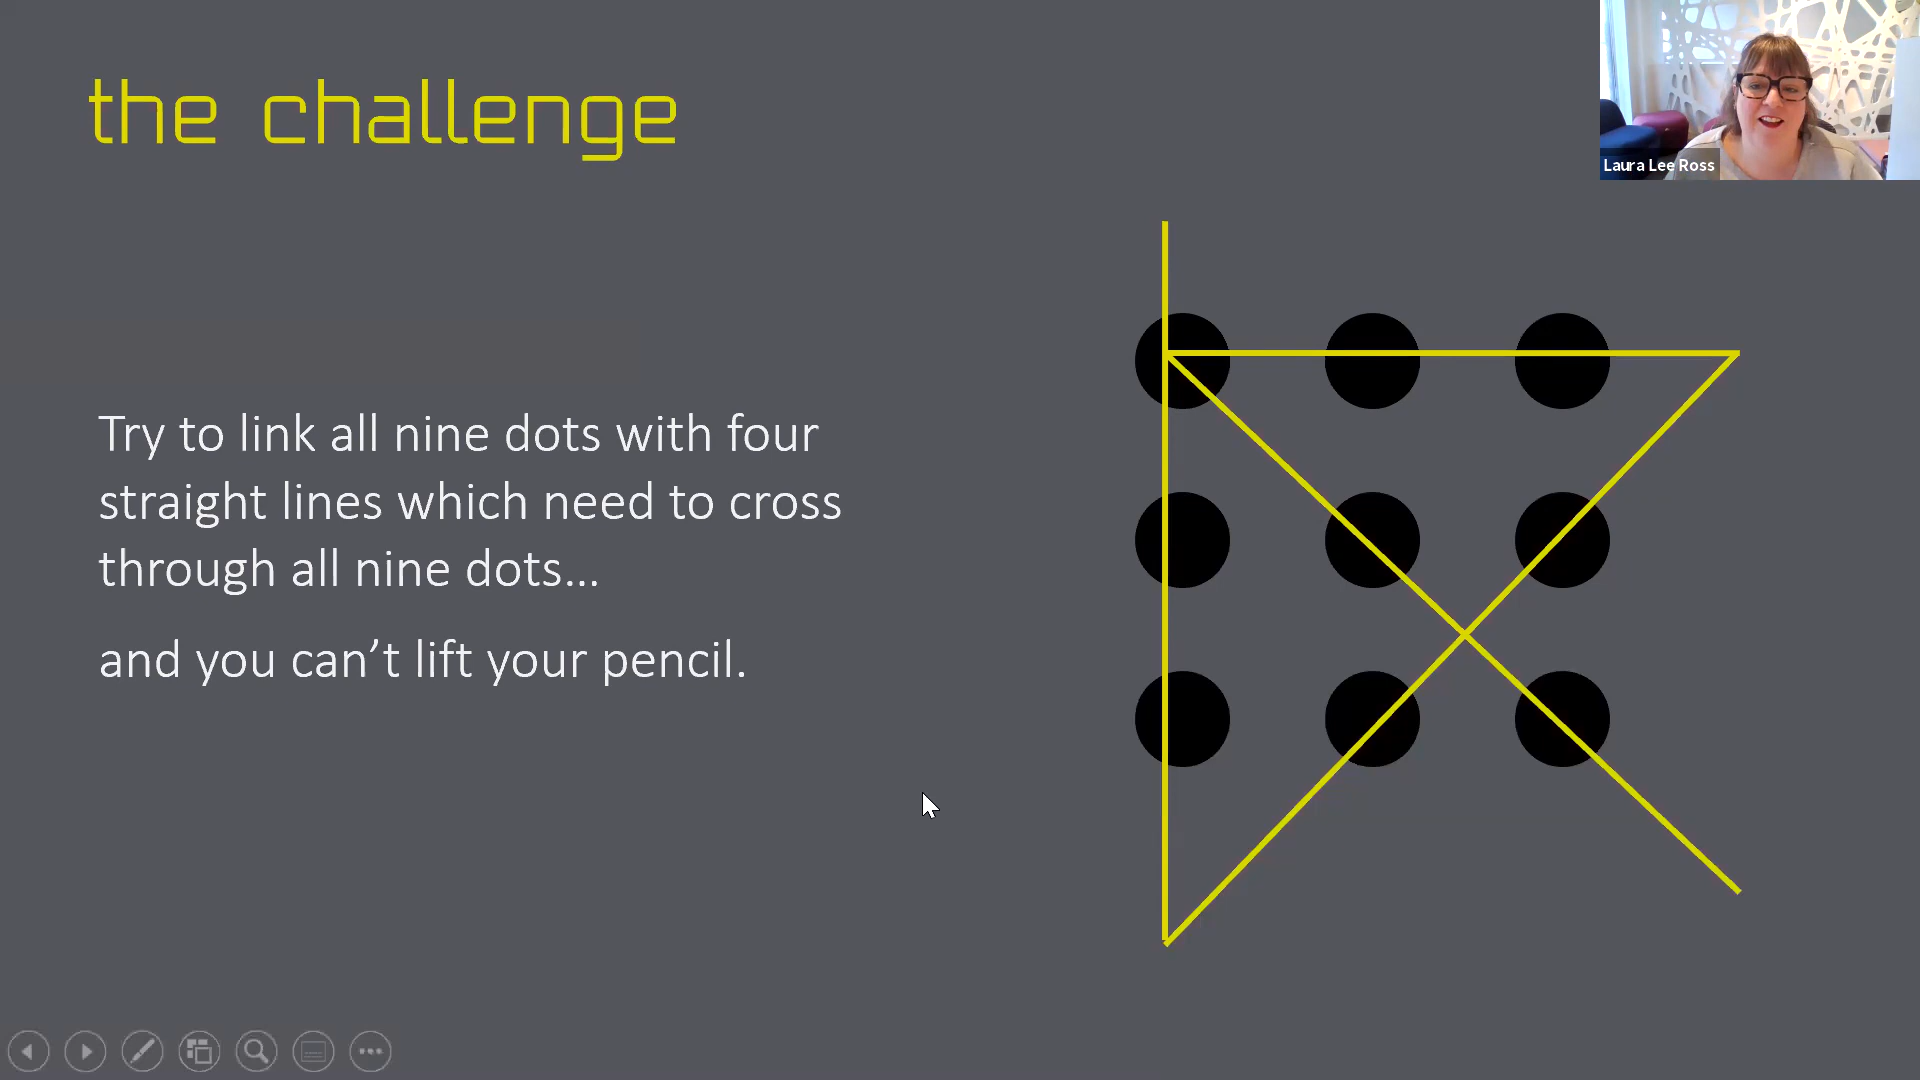 the challenge
Laura Lee Ross
Try to link all nine dots with four
straight lines which need to cross
through all nine dots…
and you can’t lift your pencil.